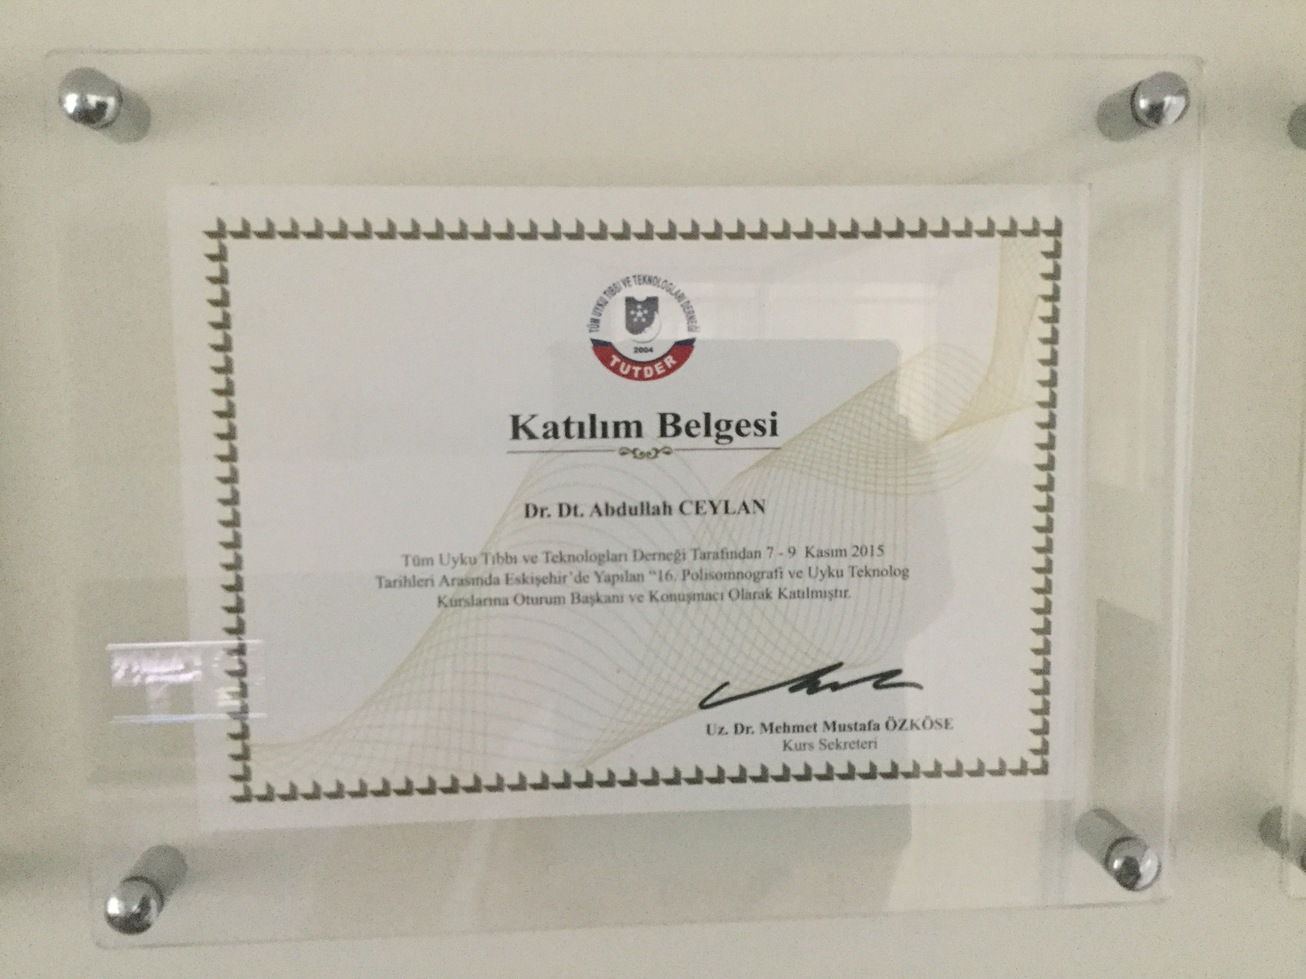 TÜM UYKU TIBBI VE TEKNOLOGLARI DERNEĞİ
2004
TUTDER
Katılım Belgesi
Dr. Dt. Abdullah CEYLAN
Tüm Uyku Tıbbı ve Teknologları Derneği Tarafından 7 - 9 Kasım 2015
Tarihleri Arasında Eskişehir'de Yapılan "16. Polisomnografi ve Uyku Teknolog
Kurslarına Oturum Başkanı ve Konuşmacı Olarak Katılmıştır.
Uz. Dr. Mehmet Mustafa ÖZKÖSE
Kurs Sekreteri